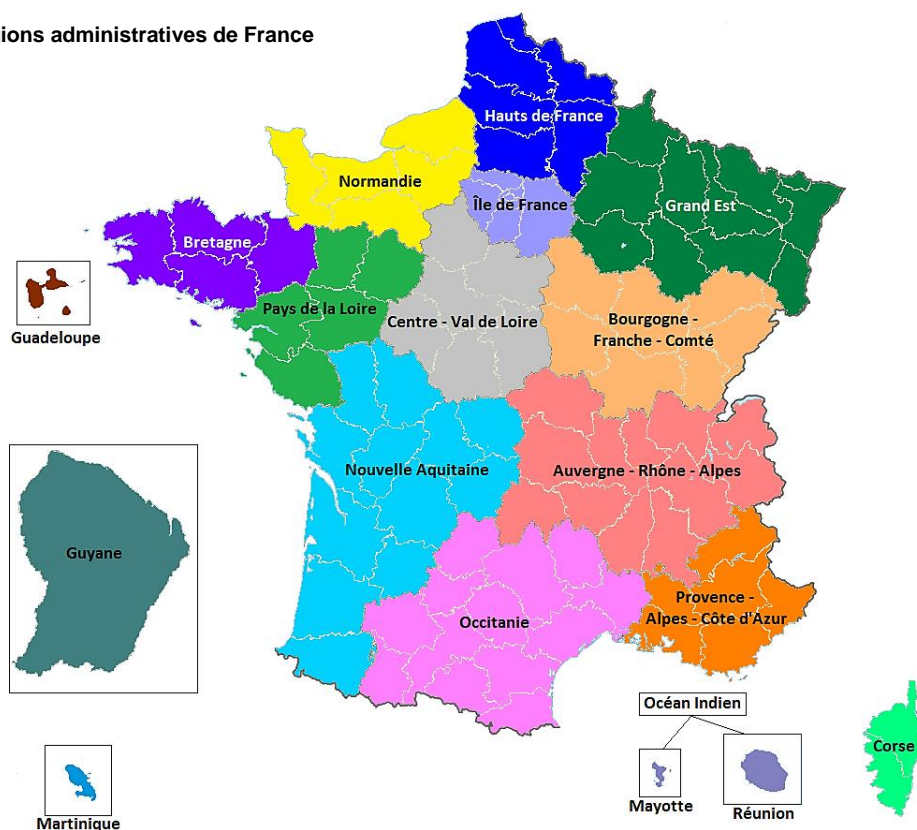 ions administratives de France
Hauts de France
Normandie
Île de France
Grand Est
Bretagne
Pays de la Loire
Centre - Val de Loire
Bourgogne -
Franche - Comté
Guadeloupe
Nouvelle Aquitaine
Auvergne - Rhône - Alpes
Guyane
Occitanie
Provence -
Alpes - Côte d'Azur
Océan Indien
Mayotte
Réunion
Corse
Martinique